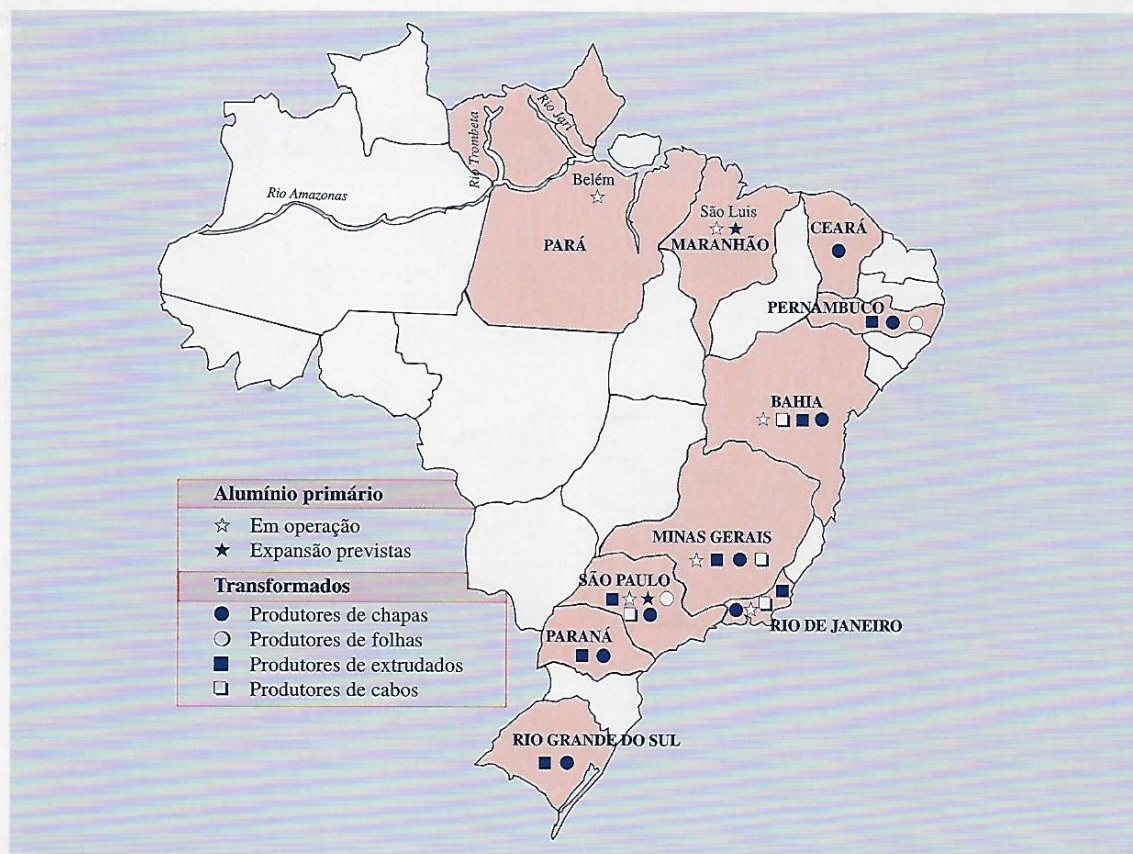 Rio Jari
Rio Trombeta
Rio Amazonas
Belém
PARÁ
São Luis
MARANHÃO
CEARÁ
PERNAMBUCO
BAHIA
MINAS GERAIS
SÃO PAULO
RIO DE JANEIRO
PARANÁ
RIO GRANDE DO SUL
Alumínio primário
Em operação
Expansão previstas
Transformados
Produtores de chapas
Produtores de folhas
Produtores de extrudados
Produtores de cabos